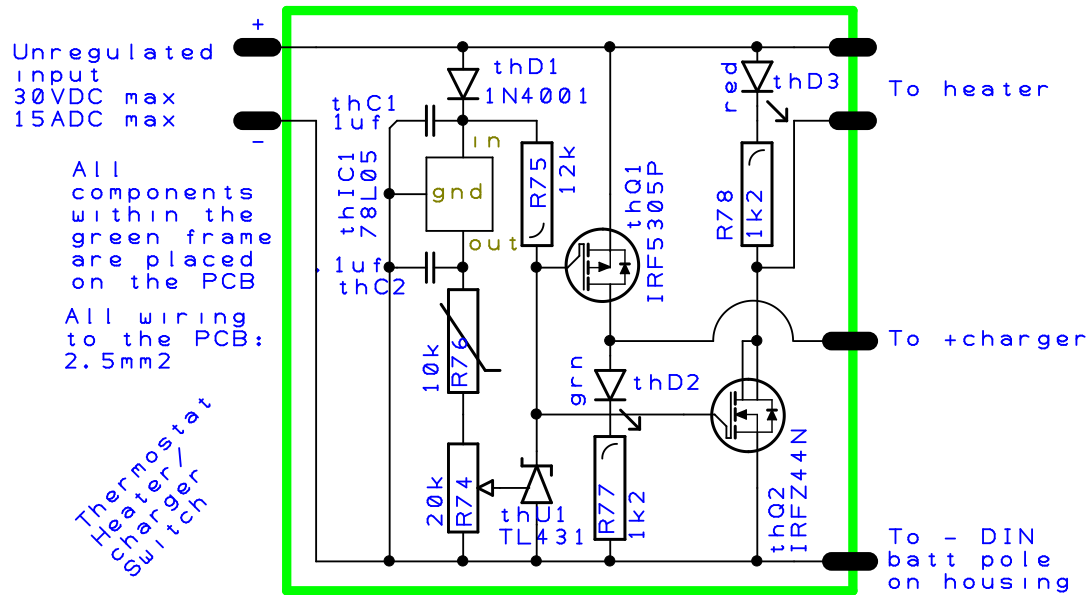 +
Unregulated
input
30VDC max
15ADC max
-
All
components
within the
green frame
are placed
on the PCB
All wiring
to the PCB:
2.5mm2
Thermostat
Heater/
charger
Switch
thD1
1N4001
thC1
1uf
in
gnd
out
thIC1
78L05
1uf
thC2
R75
12k
thQ1
IRF5305P
red
thD3
R78
1k2
10k
R76
grn
thD2
20k
R74
thU1
TL431
R77
1k2
thQ2
IRFZ44N
To heater
To +charger
To - DIN
batt pole
on housing